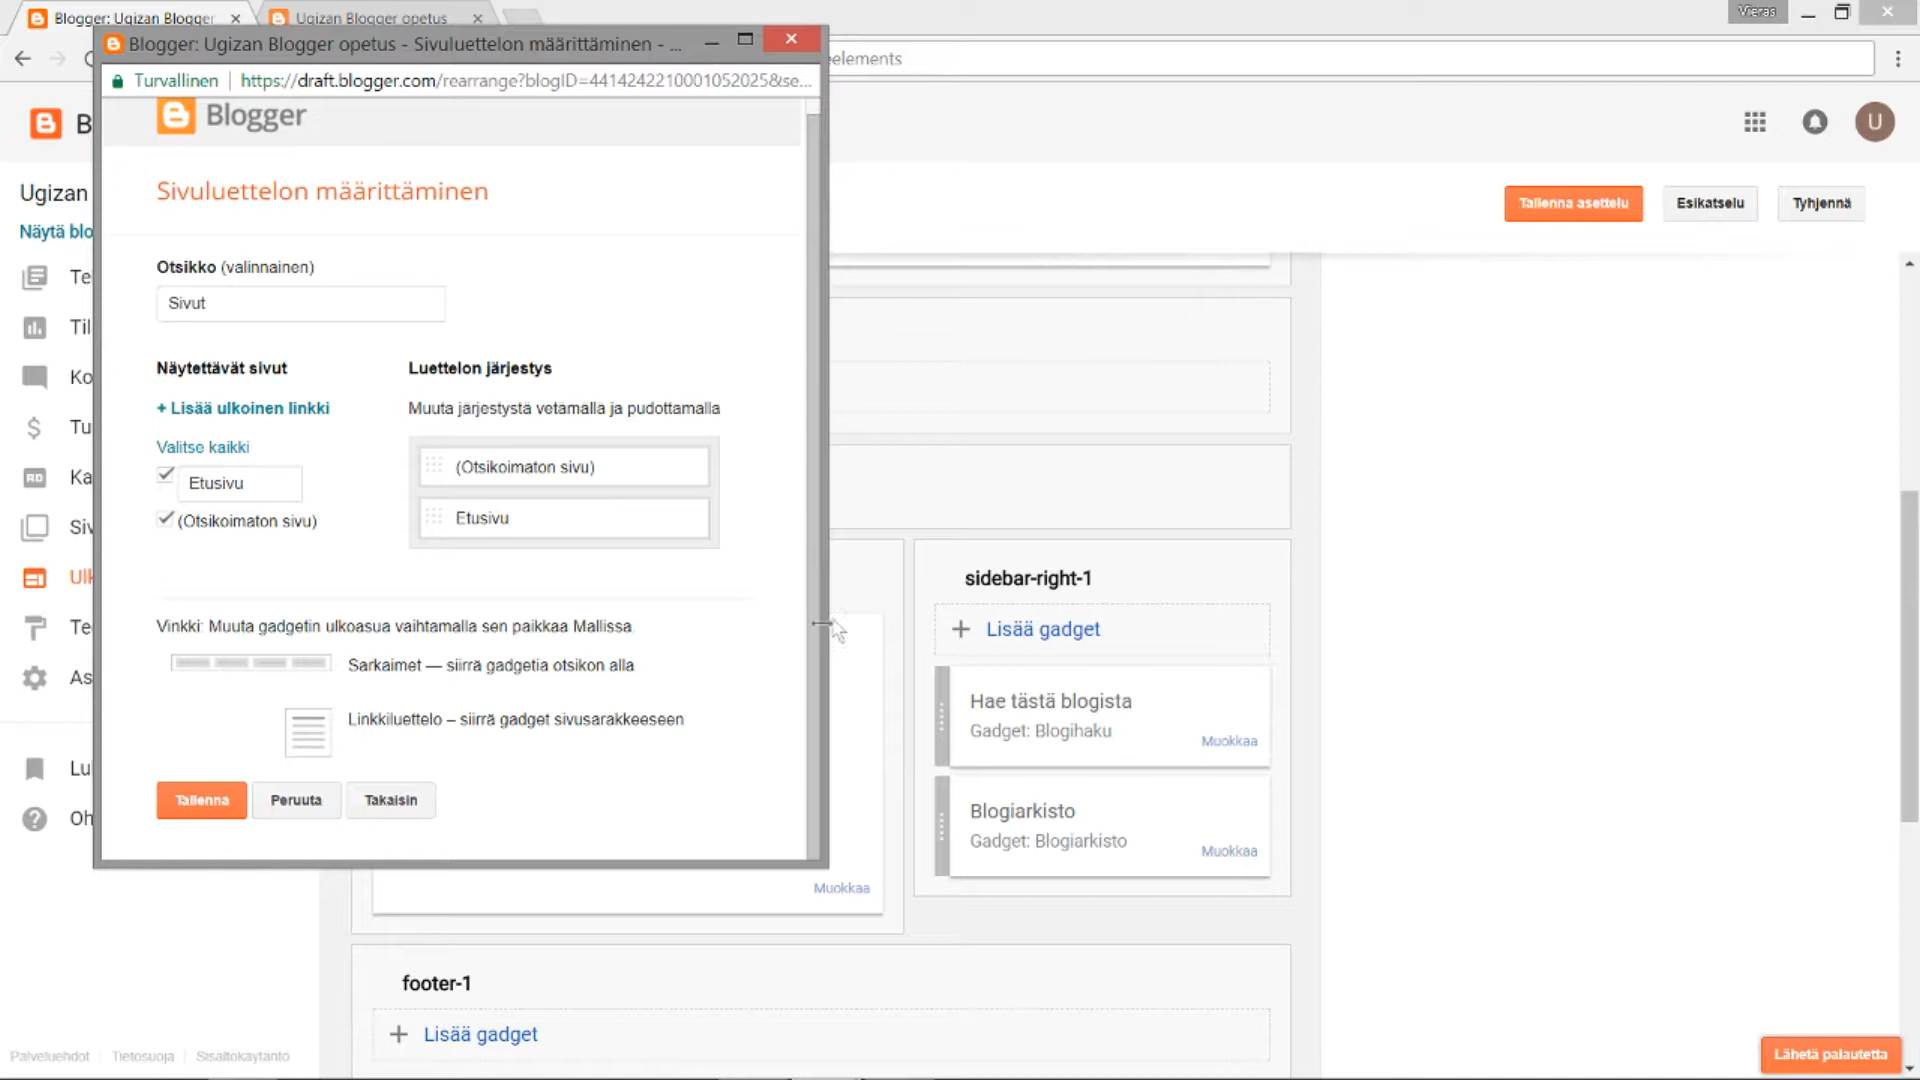 Blogger: Ugizan Blogger
Ugizan Blogger opetus
Vieras
Blogger: Ugizan Blogger opetus - Sivuluettelon määrittäminen - ...
elements
Turvallinen
https://draft.blogger.com/rearrange?blogID=4414242210001052025&se...
Blogger
B
U
Sivuluettelon määrittäminen
Ugizan
Tallenna asettelu
Esikatselu
Tyhjennä
Näytä blo
Otsikko (valinnainen)
Te
Sivut
Til
Näytettävät sivut
Luettelon järjestys
Ko
+ Lisää ulkoinen linkki
Muuta järjestystä vetämällä ja pudottamalla
Tu
Valitse kaikki
(Otsikoimaton sivu)
Ka
Etusivu
Etusivu
(Otsikoimaton sivu)
Siv
Ulk
sidebar-right-1
Vinkki: Muuta gadgetin ulkoasua vaihtamalla sen paikkaa Mallissa.
Te
Lisää gadget
Sarkaimet — siirrä gadgetia otsikon alla
As
Hae tästä blogista
Gadget: Blogihaku
Muokkaa
Linkkiluettelo – siirrä gadget sivusarakkeeseen
Lu
Tallenna
Peruuta
Takaisin
Oh
Blogiarkisto
Gadget: Blogiarkisto
Muokkaa
Muokkaa
footer-1
Lisää gadget
Palveluehdot
Tietosuoja
Sisältökäytäntö
Lähetä palautetta